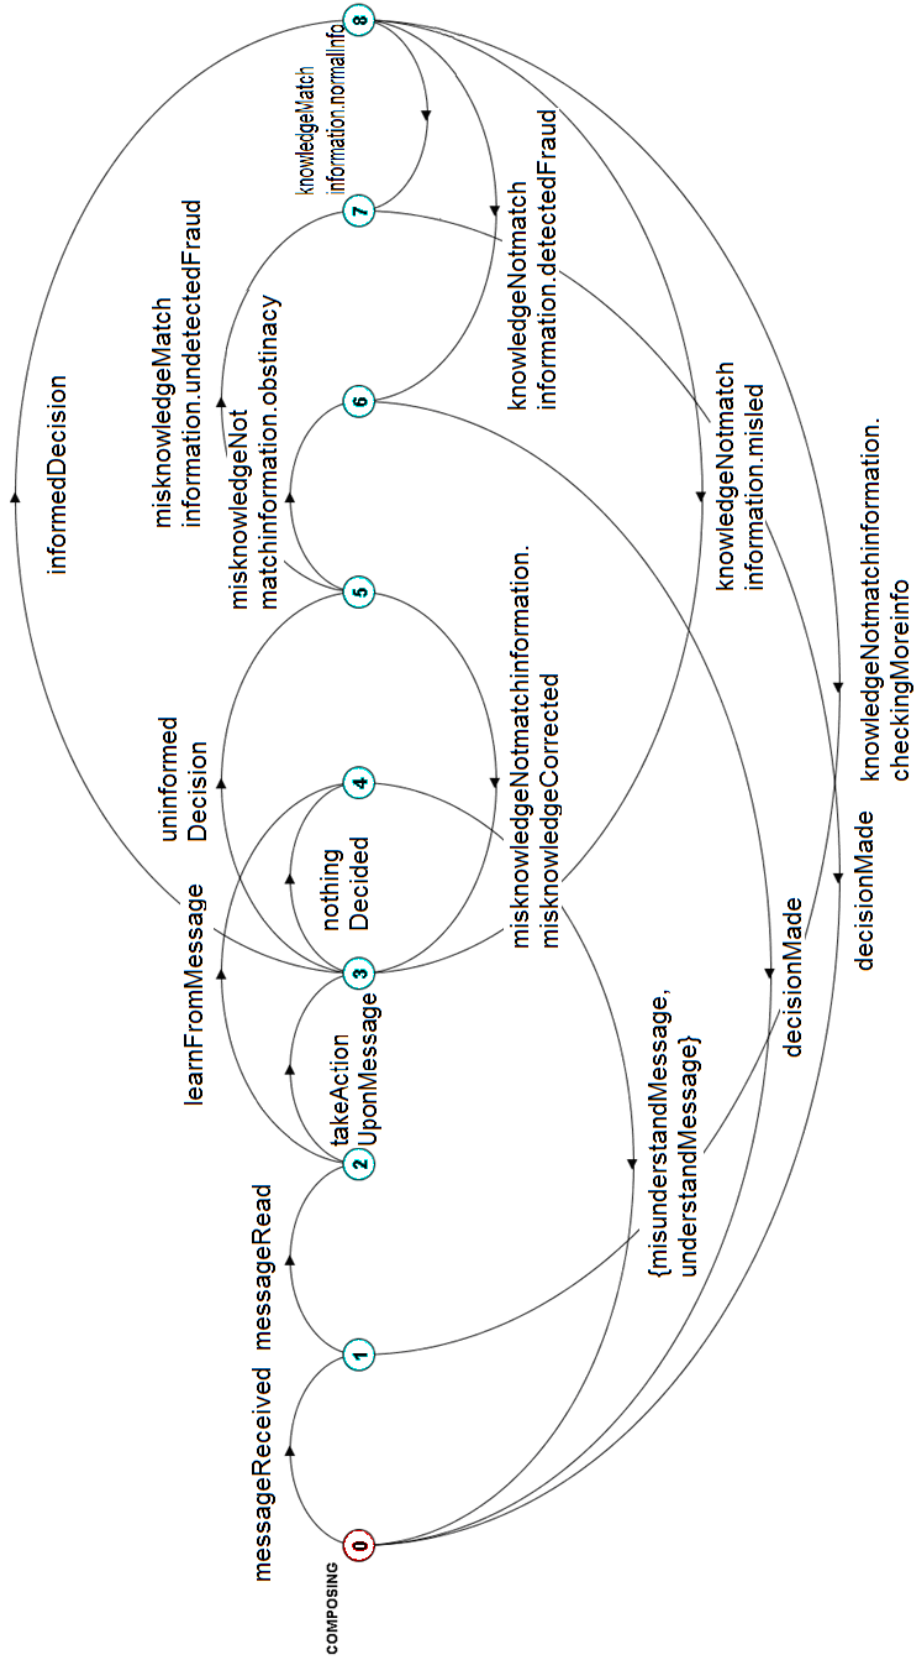 COMPOSING
0
messageReceived
1
messageRead
2
learnFromMessage
takeAction
UponMessage
3
nothing
Decided
4
uninformed
Decision
5
informedDecision
misknowledgeMatch
information.undetectedFraud
misknowledgeNot
matchinformation.obstinacy
6
7
knowledgeMatch
information.normalInfo
8
knowledgeNotmatch
information.detectedFraud
knowledgeNotmatch
information.misled
misknowledgeNotmatchinformation.
misknowledgeCorrected
{misunderstandMessage,
understandMessage}
decisionMade
decisionMade
knowledgeNotmatchinformation.
checkingMoreinfo